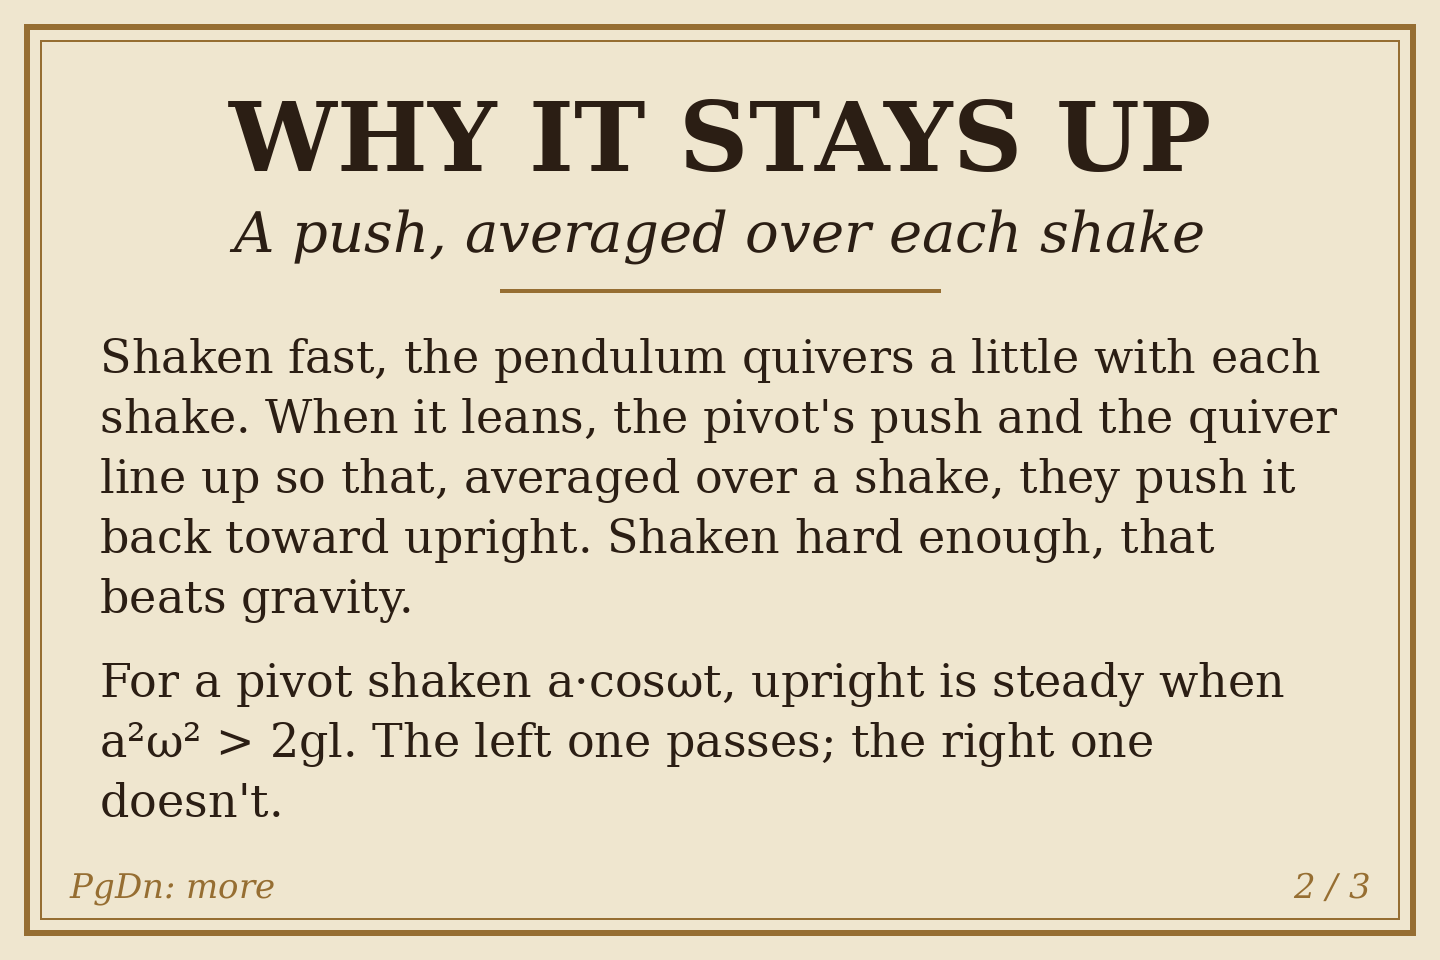 WHY IT STAYS UP
A push, averaged over each shake
Shaken fast, the pendulum quivers a little with each
shake. When it leans, the pivot's push and the quiver
line up so that, averaged over a shake, they push it
back toward upright. Shaken hard enough, that
beats gravity.
For a pivot shaken a·cosωt, upright is steady when
a²ω² > 2gl. The left one passes; the right one
doesn't.
PgDn: more
2 / 3